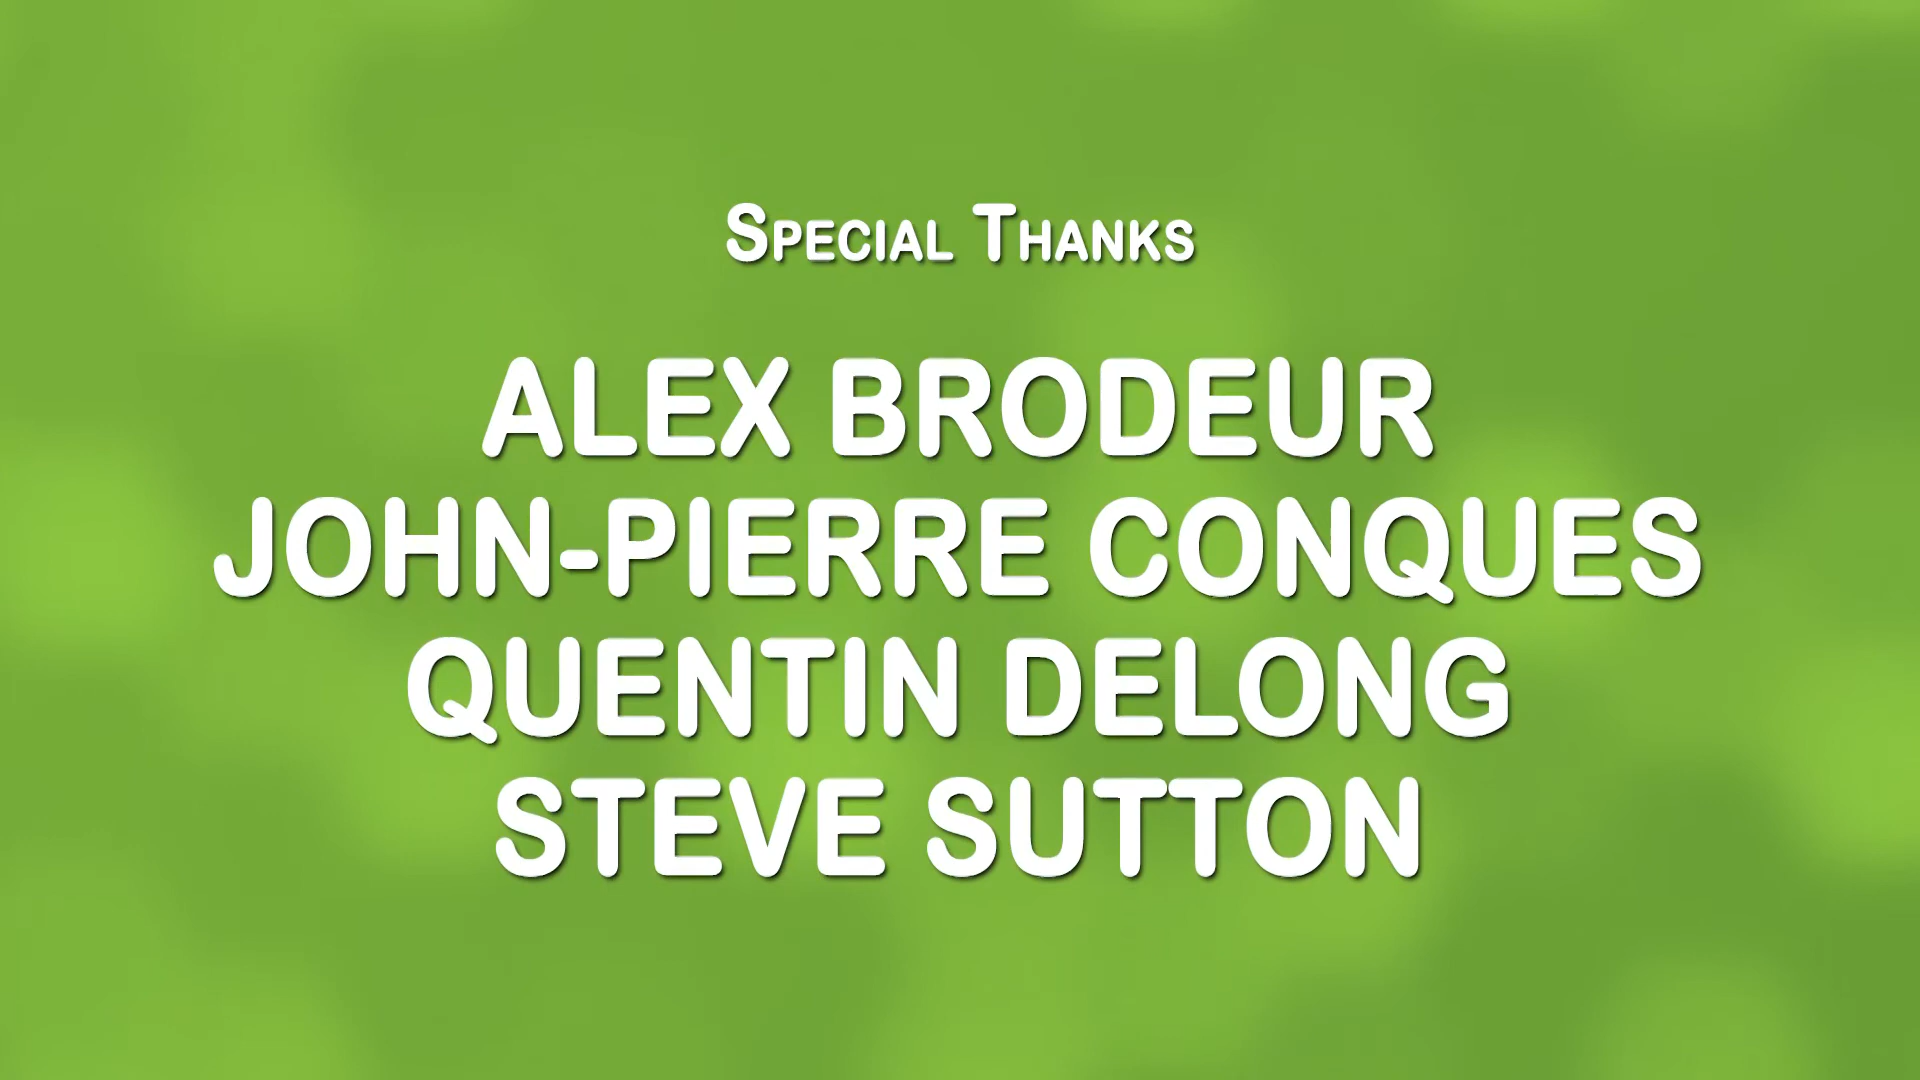 Special Thanks
ALEX BRODEUR
JOHN-PIERRE CONQUES
QUENTIN DELONG
STEVE SUTTON